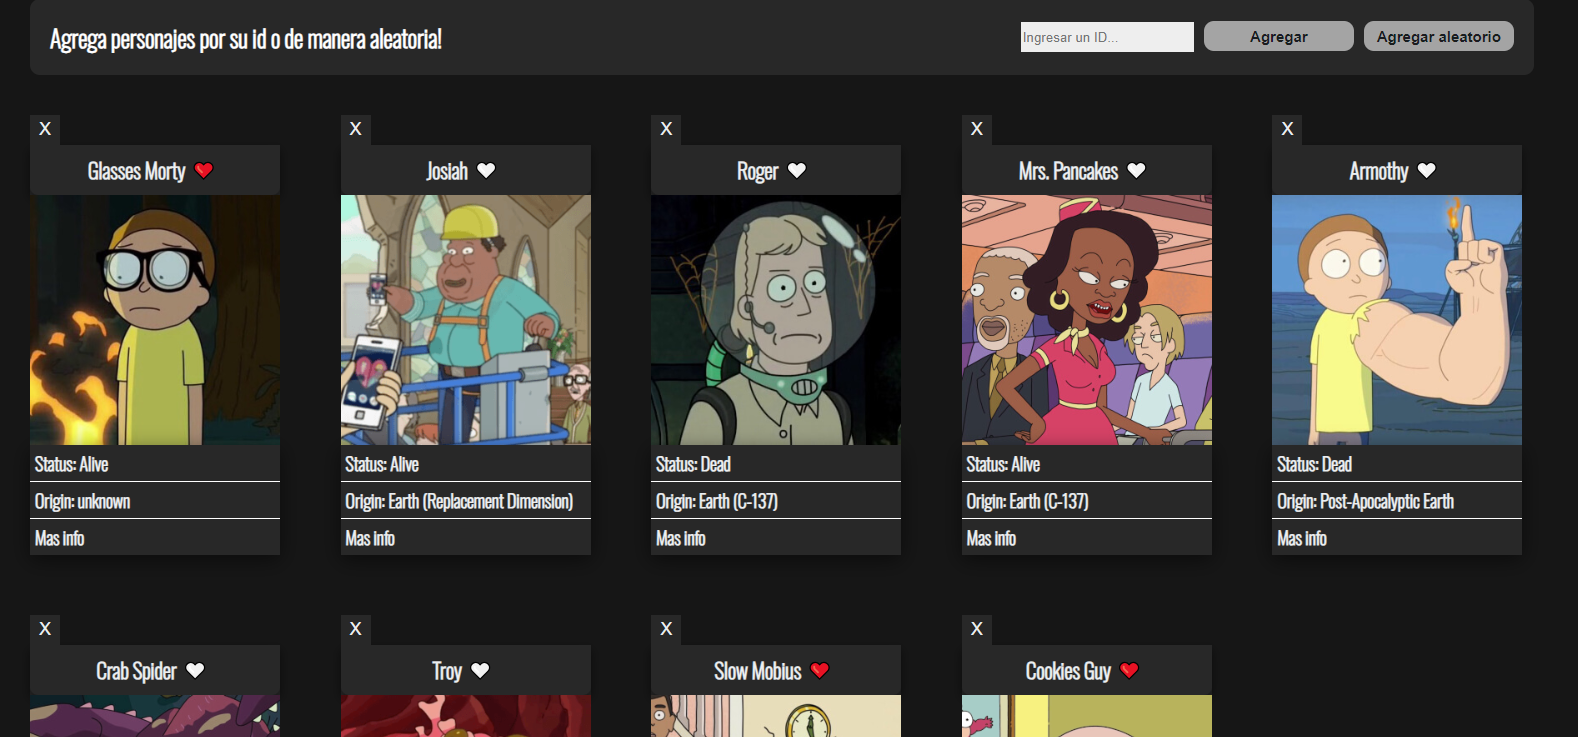 Agrega personajes por su id o de manera aleatoria!
Ingresar un ID...
Agregar
Agregar aleatorio
X
X
X
X
X
Glasses Morty
Josiah
Roger
Mrs. Pancakes
Armothy
Status: Alive
Status: Alive
Status: Dead
Status: Alive
Status: Dead
Origin: unknown
Origin: Earth (Replacement Dimension)
Origin: Earth (C-137)
Origin: Earth (C-137)
Origin: Post-Apocalyptic Earth
Mas info
Mas info
Mas info
Mas info
Mas info
X
X
X
X
Crab Spider
Troy
Slow Mobius
Cookies Guy